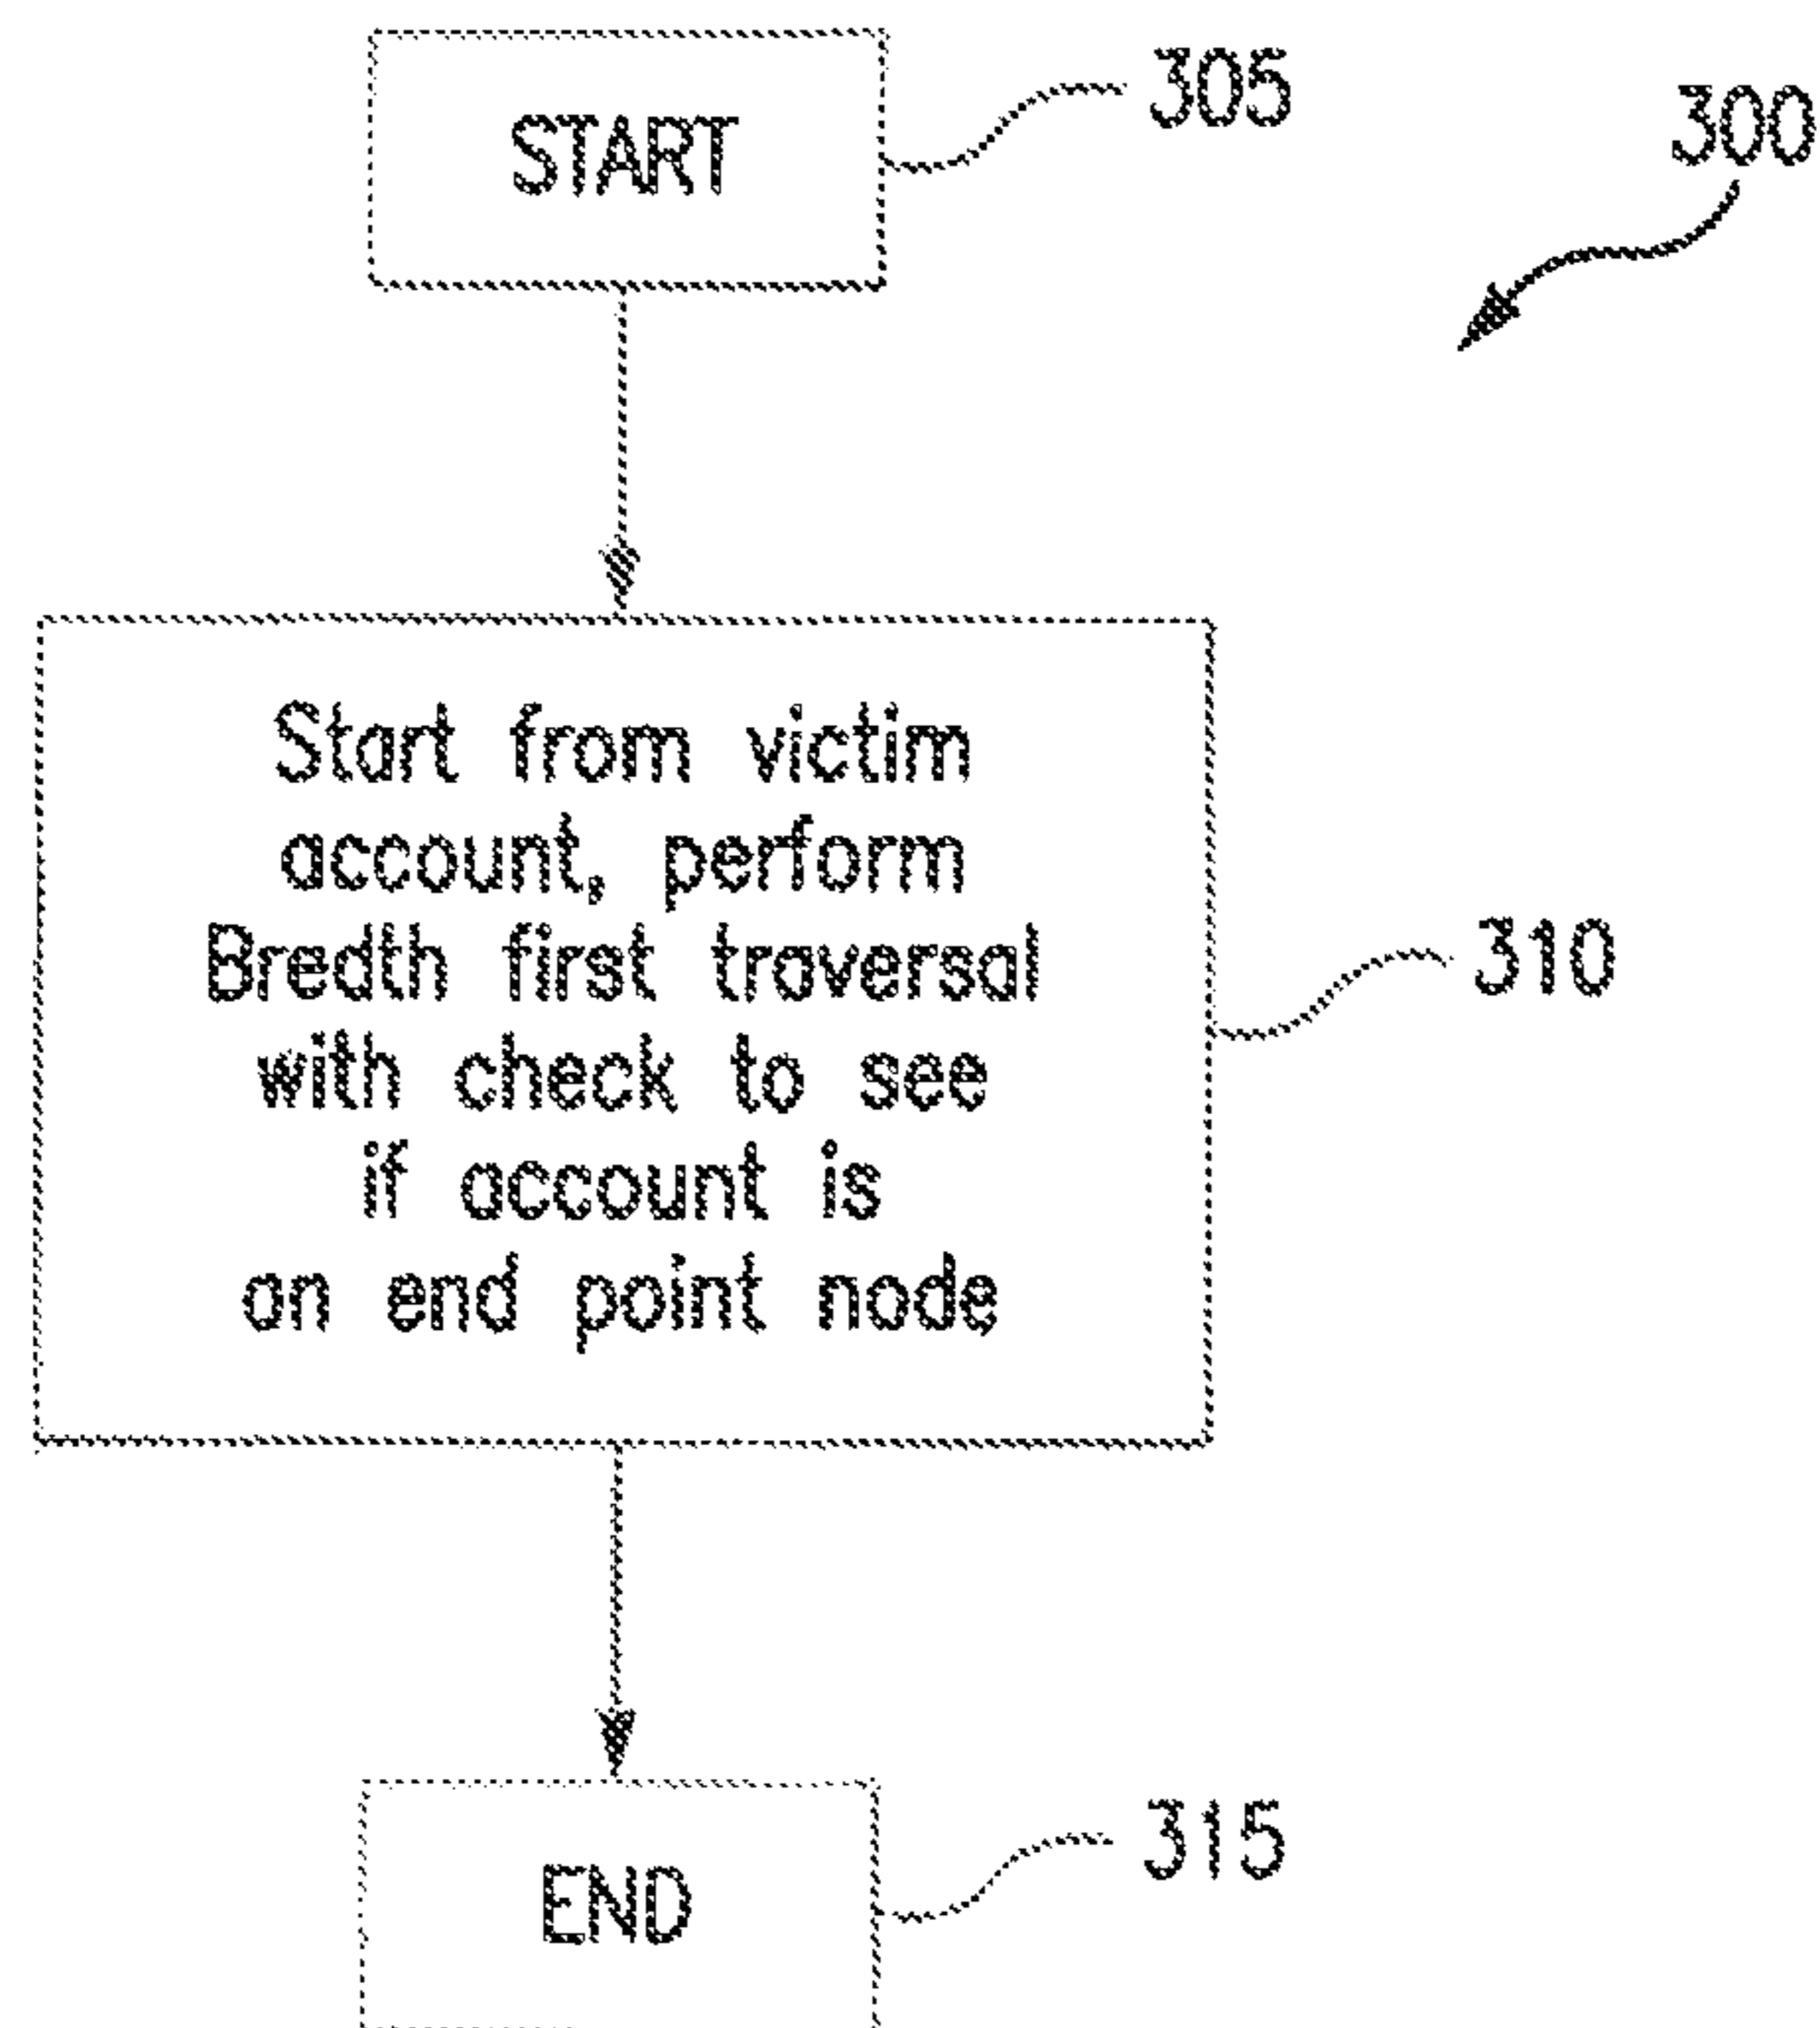 START
305
300
Start from victim
account, perform
Bredth first traversal
with check to see
if account is
an end point node
310
END
315